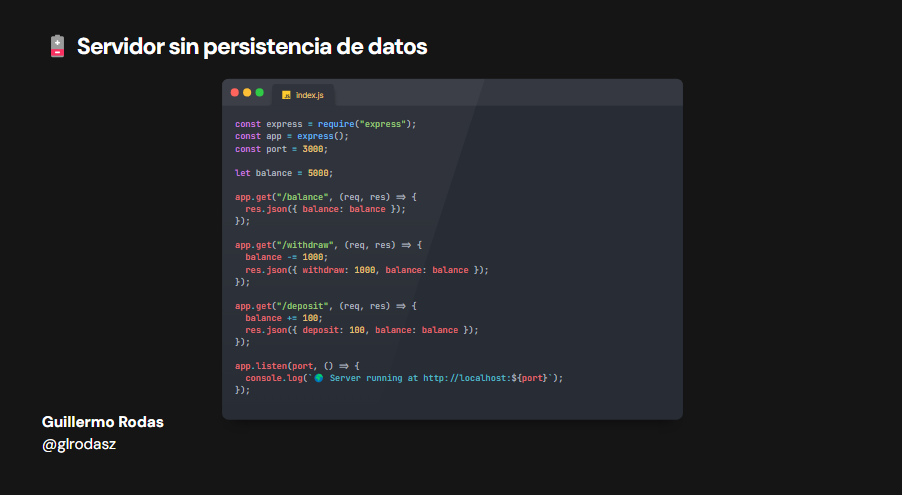 🪫 Servidor sin persistencia de datos
JS index.js
const express = require("express");
const app = express();
const port = 3000;
let balance = 5000;
app.get("/balance", (req, res) => {
  res.json({ balance: balance });
});
app.get("/withdraw", (req, res) => {
  balance -= 1000;
  res.json({ withdraw: 1000, balance: balance });
});
app.get("/deposit", (req, res) => {
  balance += 100;
  res.json({ deposit: 100, balance: balance });
});
app.listen(port, () => {
  console.log(`🌍 Server running at http://localhost:${port}`);
});
Guillermo Rodas
@glrodasz